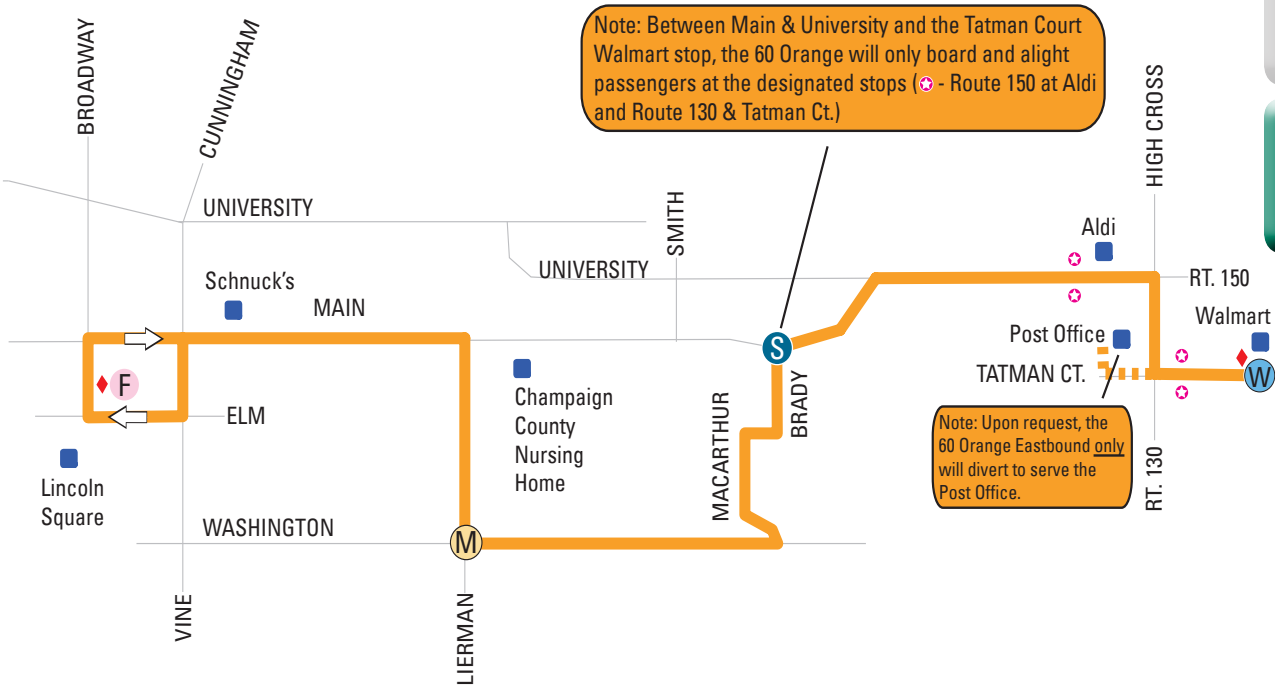 Note: Between Main & University and the Tatman Court
Walmart stop, the 60 Orange will only board and alight
passengers at the designated stops (✪ - Route 150 at Aldi
and Route 130 & Tatman Ct.)
BROADWAY
CUNNINGHAM
HIGH CROSS
UNIVERSITY
SMITH
Aldi
UNIVERSITY
RT. 150
Schnuck's
MAIN
Walmart
Post Office
S
W
TATMAN CT.
F
ELM
Champaign
County
Nursing
Home
MACARTHUR
BRADY
Note: Upon request, the
60 Orange Eastbound only
will divert to serve the
Post Office.
RT. 130
Lincoln
Square
WASHINGTON
M
VINE
LIERMAN